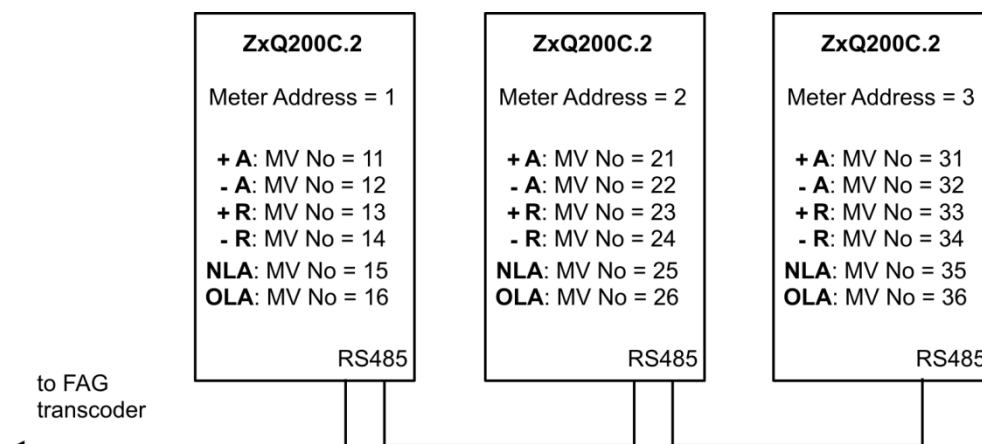 ZxQ200C.2
Meter Address = 1
+ A: MV No = 11
- A: MV No = 12
+ R: MV No = 13
- R: MV No = 14
NLA: MV No = 15
OLA: MV No = 16
RS485
ZxQ200C.2
Meter Address = 2
+ A: MV No = 21
- A: MV No = 22
+ R: MV No = 23
- R: MV No = 24
NLA: MV No = 25
OLA: MV No = 26
RS485
ZxQ200C.2
Meter Address = 3
+ A: MV No = 31
- A: MV No = 32
+ R: MV No = 33
- R: MV No = 34
NLA: MV No = 35
OLA: MV No = 36
RS485
to FAG
transcoder